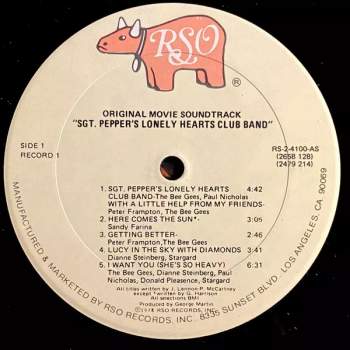 RSO
®
ORIGINAL MOVIE SOUNDTRACK
"SGT. PEPPER'S LONELY HEARTS CLUB BAND"
SIDE 1
RECORD 1
RS-2-4100-AS
(2658 128)
(2479 214)
1. SGT. PEPPER'S LONELY HEARTS 4:42
CLUB BAND-The Bee Gees, Paul Nicholas
WITH A LITTLE HELP FROM MY FRIENDS-
Peter Frampton, The Bee Gees
2. HERE COMES THE SUN*- 3:05
Sandy Farina
3. GETTING BETTER- 2:46
Peter Frampton,The Bee Gees
4. LUCY IN THE SKY WITH DIAMONDS 3:41
Dianne Steinberg, Stargard
5. I WANT YOU (SHE'S SO HEAVY) 6:31
The Bee Gees, Dianne Steinberg, Paul
Nicholas, Donald Pleasence, Stargard
All titles written by J. Lennon-P. McCartney
except *written by G. Harrison
All selections BMI
Produced by George Martin
℗1978 RSO RECORDS, INC.
MANUFACTURED & MARKETED BY RSO RECORDS INC. 8335 SUNSET BLVD. LOS ANGELES, CA. 90069